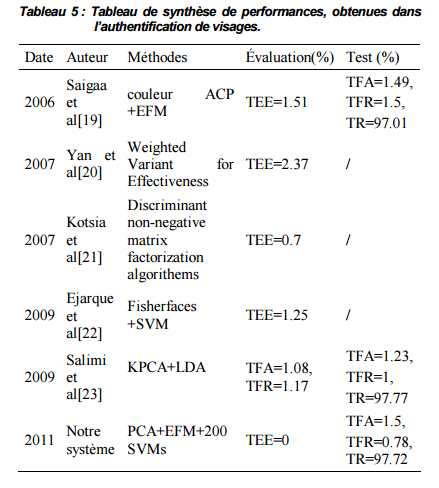 Tableau 5 : Tableau de synthèse de performances, obtenues dans
l'authentification de visages.
Date Auteur Méthodes Évaluation(%) Test (%)
2006 Saigaa et al[19] couleur ACP +EFM TEE=1.51 TFA=1.49, TFR=1.5, TR=97.01
2007 Yan et al[20] Weighted Variant for Effectiveness TEE=2.37 /
2007 Kotsia et al[21] Discriminant non-negative matrix factorization algorithems TEE=0.7 /
2009 Ejarque et al[22] Fisherfaces +SVM TEE=1.25 /
2009 Salimi et al[23] KPCA+LDA TFA=1.08, TFR=1.17 TFA=1.23, TFR=1, TR=97.77
2011 Notre système PCA+EFM+200 SVMs TEE=0 TFA=1.5, TFR=0.78, TR=97.72